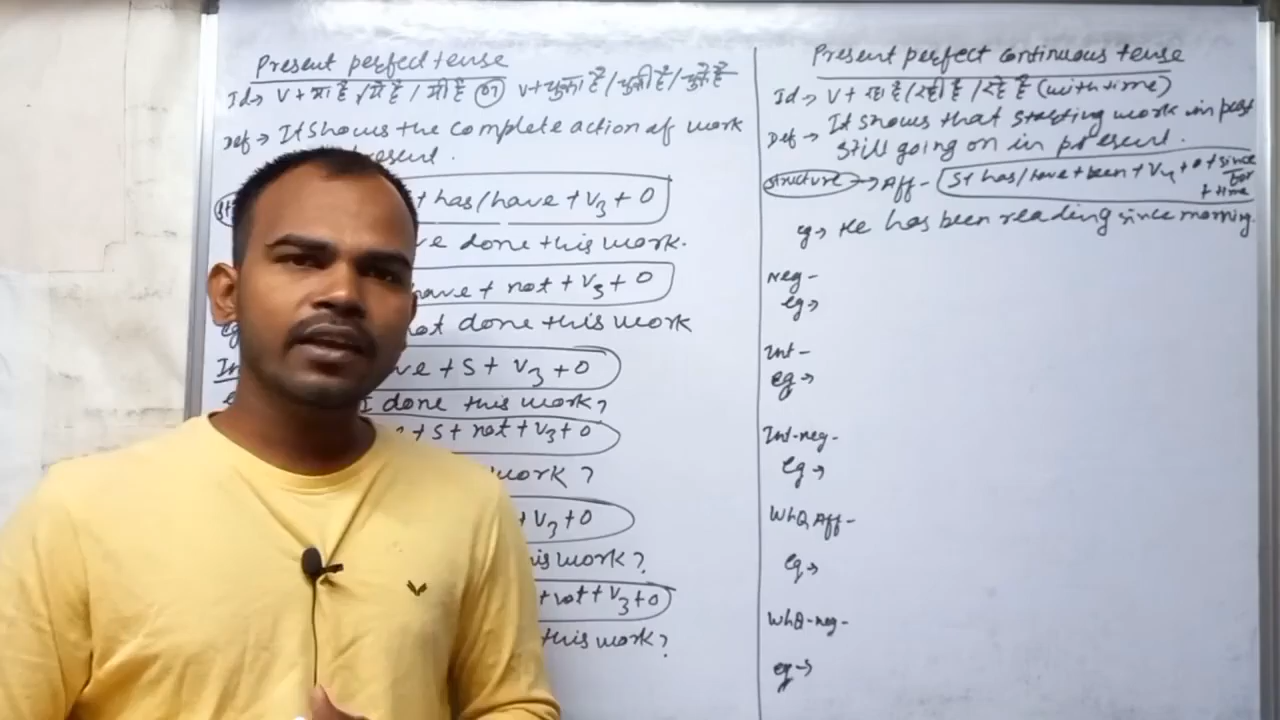 Present perfect tense
Id→ V + या है / ये है / यी है (or) V + चुका है / चुकी है / चुके है
Def → It shows the complete action of work
present.
+ has/have + V3 + O
done this work.
have + not + V3 + O
not done this work
+ S + V3 + O
I done this work?
+ S + not + V3 + O
work ?
+ V3 + O
this work?
+ not + V3 + O
this work?
Present perfect continuous tense
Id → V + रहा है / रही है / रहे है (with time)
Def → It shows that starting work in past
still going on in present.
structure → Aff - S + has/have + been + V4 + O + since
for
+ time
eg → He has been reading since morning.
Neg -
eg →
Int -
eg →
Int-neg -
eg →
WhQ Aff -
eg →
WhQ-neg -
eg →